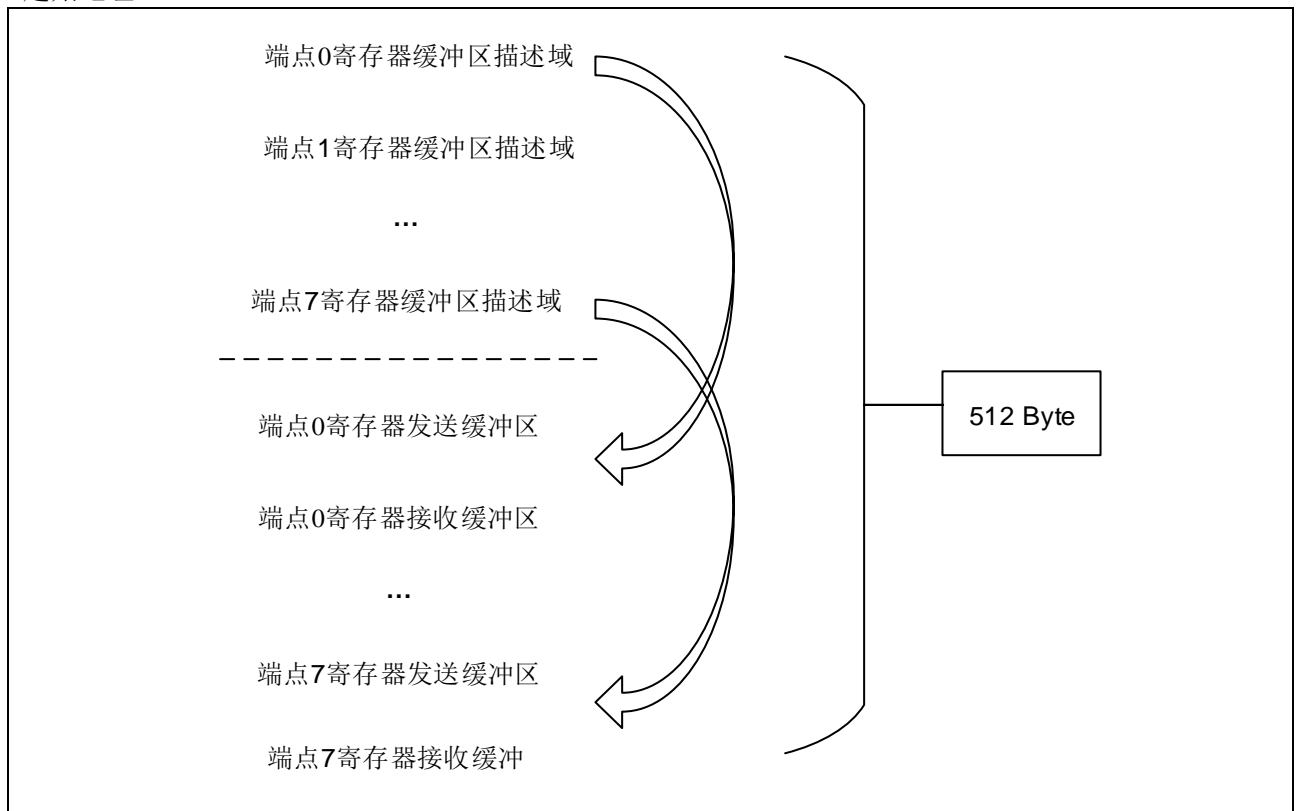 端点0寄存器缓冲区描述域
端点1寄存器缓冲区描述域
...
端点7寄存器缓冲区描述域
端点0寄存器发送缓冲区
512 Byte
端点0寄存器接收缓冲区
...
端点7寄存器发送缓冲区
端点7寄存器接收缓冲